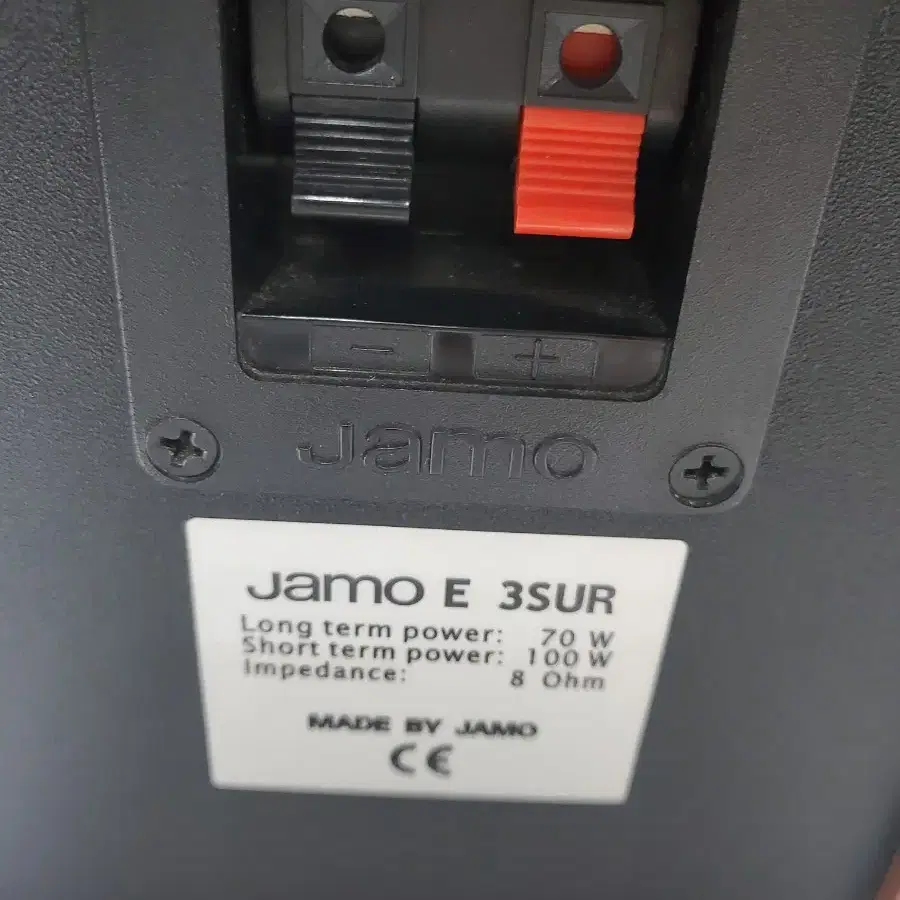 − +
Jamo
Jamo E 3SUR
Long term power: 70 W
Short term power: 100 W
Impedance: 8 Ohm
MADE BY JAMO
CE